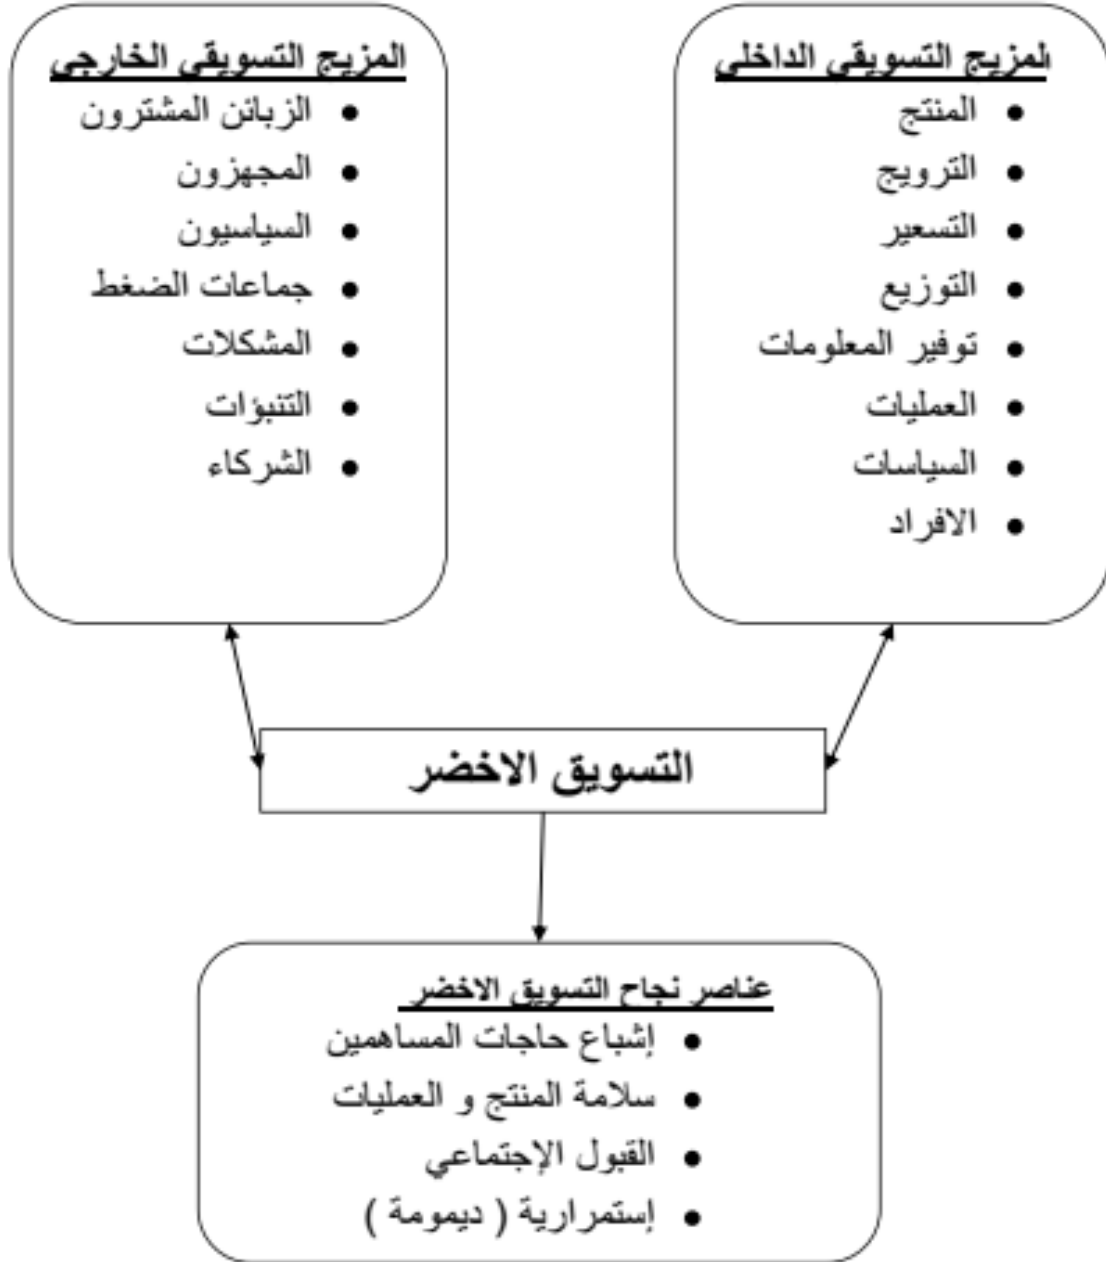 لمزيج التسويقي الداخلي
المنتج
الترويج
التسعير
التوزيع
توفير المعلومات
العمليات
السياسات
الافراد
المزيج التسويقي الخارجي
الزبائن المشترون
المجهزون
السياسيون
جماعات الضغط
المشكلات
التنبؤات
الشركاء
التسويق الاخضر
عناصر نجاح التسويق الاخضر
إشباع حاجات المساهمين
سلامة المنتج و العمليات
القبول الإجتماعي
إستمرارية ( ديمومة )